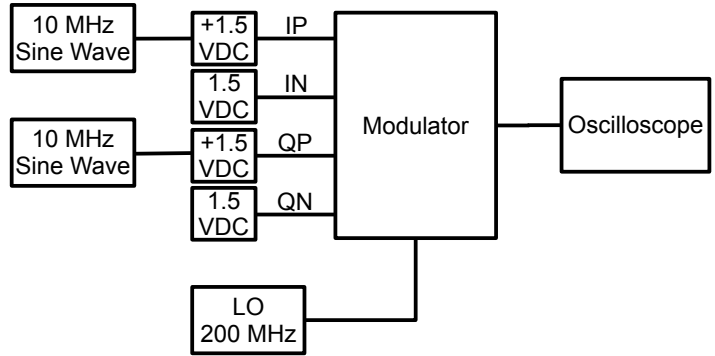 10 MHz
Sine Wave
+1.5
VDC
IP
1.5
VDC
IN
10 MHz
Sine Wave
+1.5
VDC
QP
1.5
VDC
QN
Modulator
Oscilloscope
LO
200 MHz